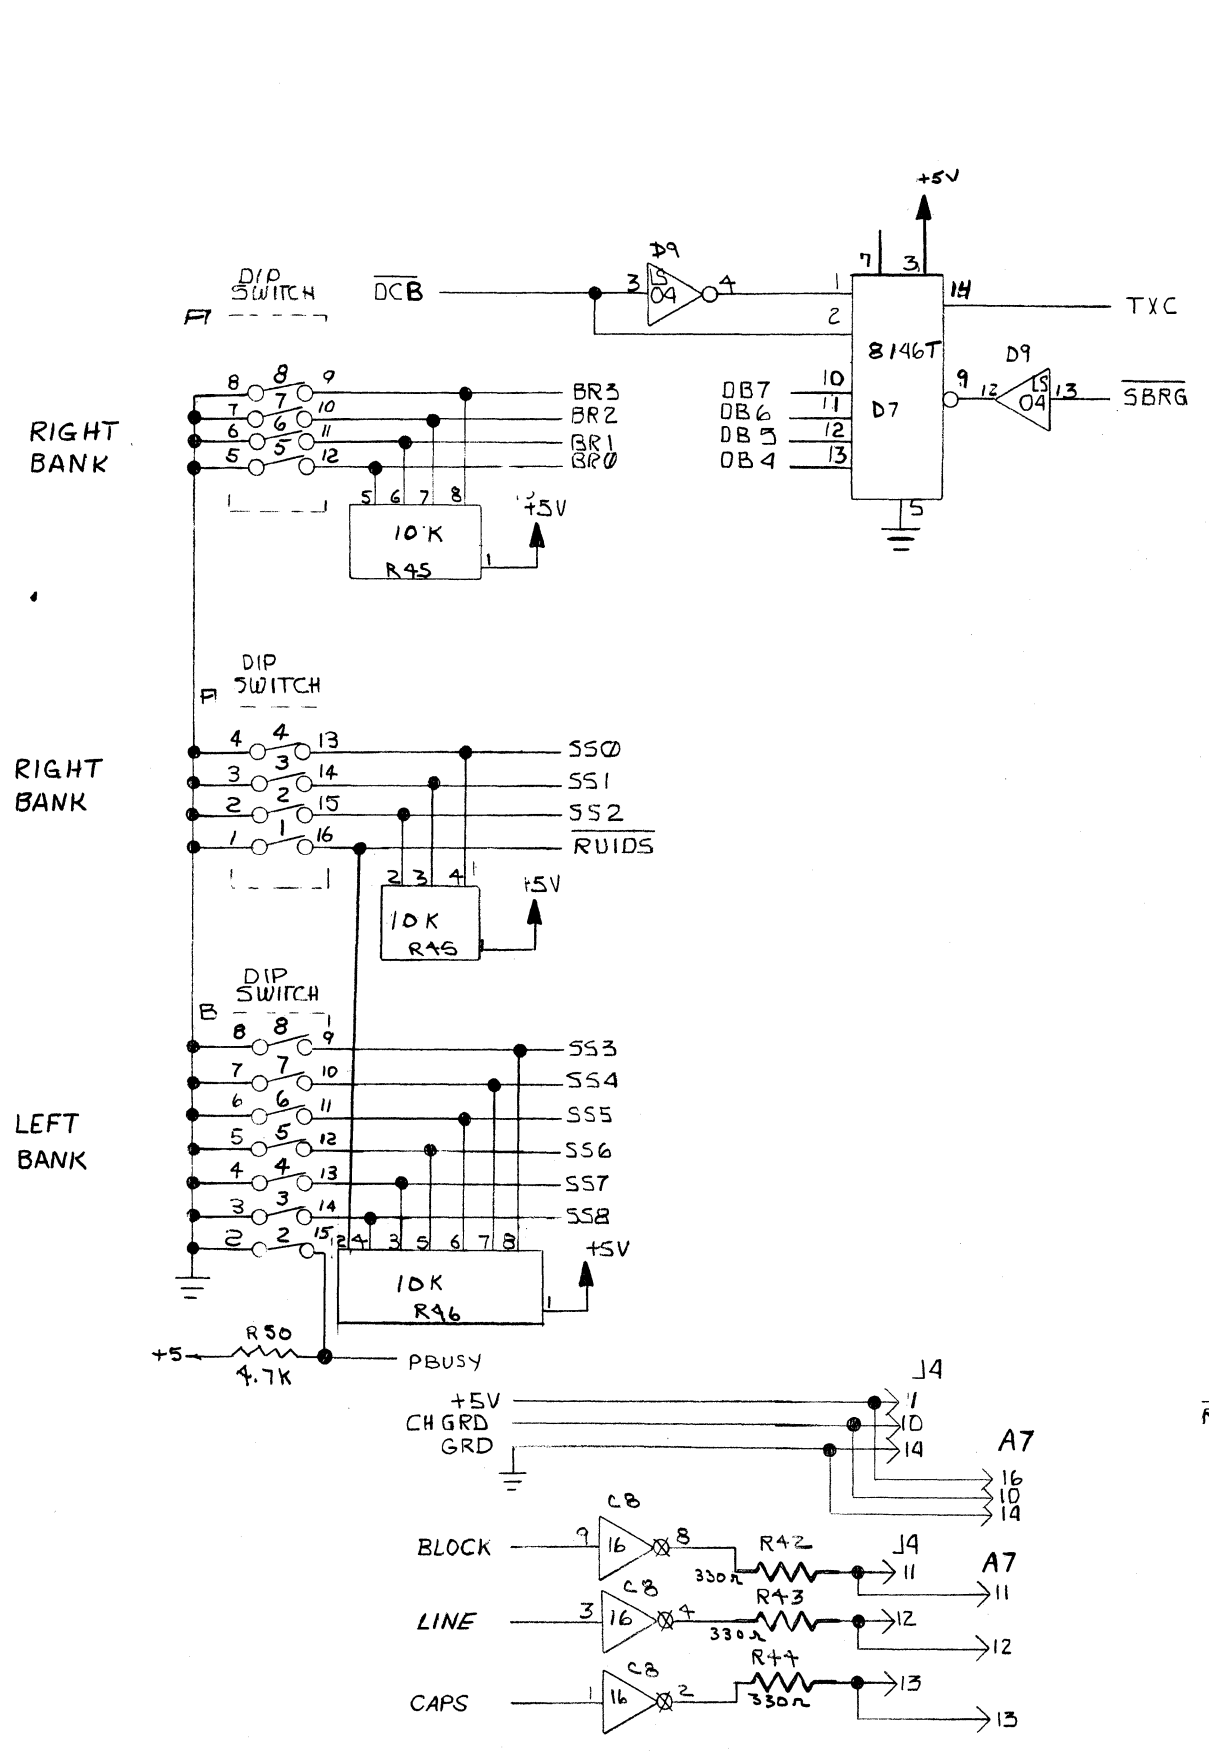 +5V
D9
7 3
DIP
SWITCH
DCB
3 LS 04 4
1
14
TXC
2
8146T
D9
8 8 9 BR3
7 7 10 BR2
6 6 11 BR1
5 5 12 BR0
DB7 10
DB6 11
DB5 12
DB4 13
D7
9 12 LS 04 13 SBRG
RIGHT
BANK
5 6 7 8
+5V
5
10K
R45
1
DIP
SWITCH
A
4 4 13 SS0
3 3 14 SS1
2 2 15 SS2
1 1 16 RUIDS
RIGHT
BANK
2 3 4
+5V
10K
R45
DIP
SWITCH
B
8 8 9 SS3
7 7 10 SS4
6 6 11 SS5
5 5 12 SS6
4 4 13 SS7
3 3 14 SS8
2 2 15
LEFT
BANK
2 4 3 5 6 7 8
+5V
10K
R46
1
R50
+5
4.7K
PBUSY
J4
+5V 1
CH GRD 10
GRD 14
A7
16
10
14
C8
BLOCK 9 16 8
R42
330Ω
J4
11
A7
11
C8
LINE 3 16 4
R43
330Ω
12
12
C8
CAPS 1 16 2
R44
330Ω
13
13